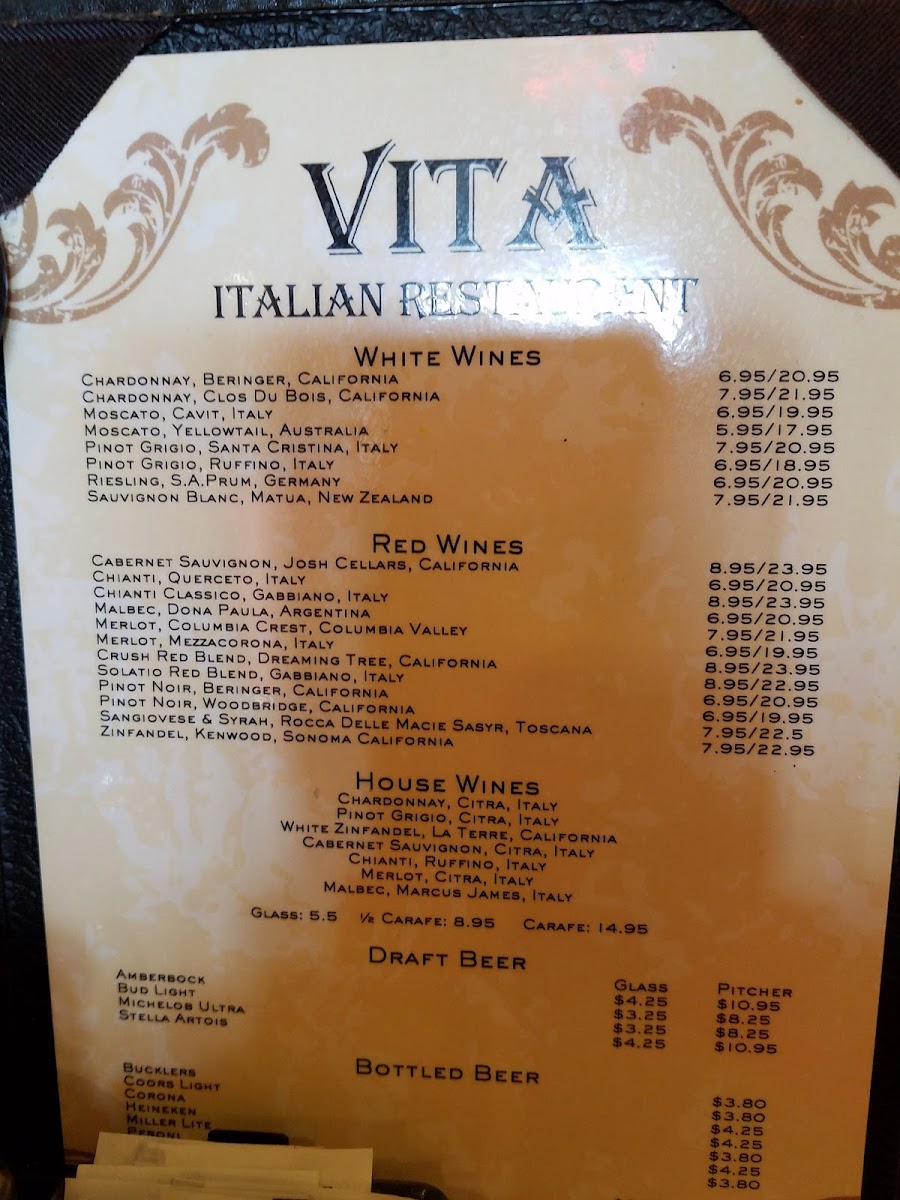 VITA
ITALIAN RESTAURANT
WHITE WINES
CHARDONNAY, BERINGER, CALIFORNIA 6.95/20.95
CHARDONNAY, CLOS DU BOIS, CALIFORNIA 7.95/21.95
MOSCATO, CAVIT, ITALY 6.95/19.95
MOSCATO, YELLOWTAIL, AUSTRALIA 5.95/17.95
PINOT GRIGIO, SANTA CRISTINA, ITALY 7.95/20.95
PINOT GRIGIO, RUFFINO, ITALY 6.95/18.95
RIESLING, S.A.PRUM, GERMANY 6.95/20.95
SAUVIGNON BLANC, MATUA, NEW ZEALAND 7.95/21.95
RED WINES
CABERNET SAUVIGNON, JOSH CELLARS, CALIFORNIA 8.95/23.95
CHIANTI, QUERCETO, ITALY 6.95/20.95
CHIANTI CLASSICO, GABBIANO, ITALY 8.95/23.95
MALBEC, DONA PAULA, ARGENTINA 6.95/20.95
MERLOT, COLUMBIA CREST, COLUMBIA VALLEY 7.95/21.95
MERLOT, MEZZACORONA, ITALY 6.95/19.95
CRUSH RED BLEND, DREAMING TREE, CALIFORNIA 8.95/23.95
SOLATIO RED BLEND, GABBIANO, ITALY 8.95/22.95
PINOT NOIR, BERINGER, CALIFORNIA 6.95/20.95
PINOT NOIR, WOODBRIDGE, CALIFORNIA 6.95/19.95
SANGIOVESE & SYRAH, ROCCA DELLE MACIE SASYR, TOSCANA 7.95/22.5
ZINFANDEL, KENWOOD, SONOMA CALIFORNIA 7.95/22.95
HOUSE WINES
CHARDONNAY, CITRA, ITALY
PINOT GRIGIO, CITRA, ITALY
WHITE ZINFANDEL, LA TERRE, CALIFORNIA
CABERNET SAUVIGNON, CITRA, ITALY
CHIANTI, RUFFINO, ITALY
MERLOT, CITRA, ITALY
MALBEC, MARCUS JAMES, ITALY
GLASS: 5.5 ½ CARAFE: 8.95 CARAFE: 14.95
DRAFT BEER
GLASS PITCHER
AMBERBOCK $4.25 $10.95
BUD LIGHT $3.25 $8.25
MICHELOB ULTRA $3.25 $8.25
STELLA ARTOIS $4.25 $10.95
BOTTLED BEER
BUCKLERS $3.80
COORS LIGHT $3.80
CORONA $4.25
HEINEKEN $4.25
MILLER LITE $3.80
PERONI $4.25
$3.80